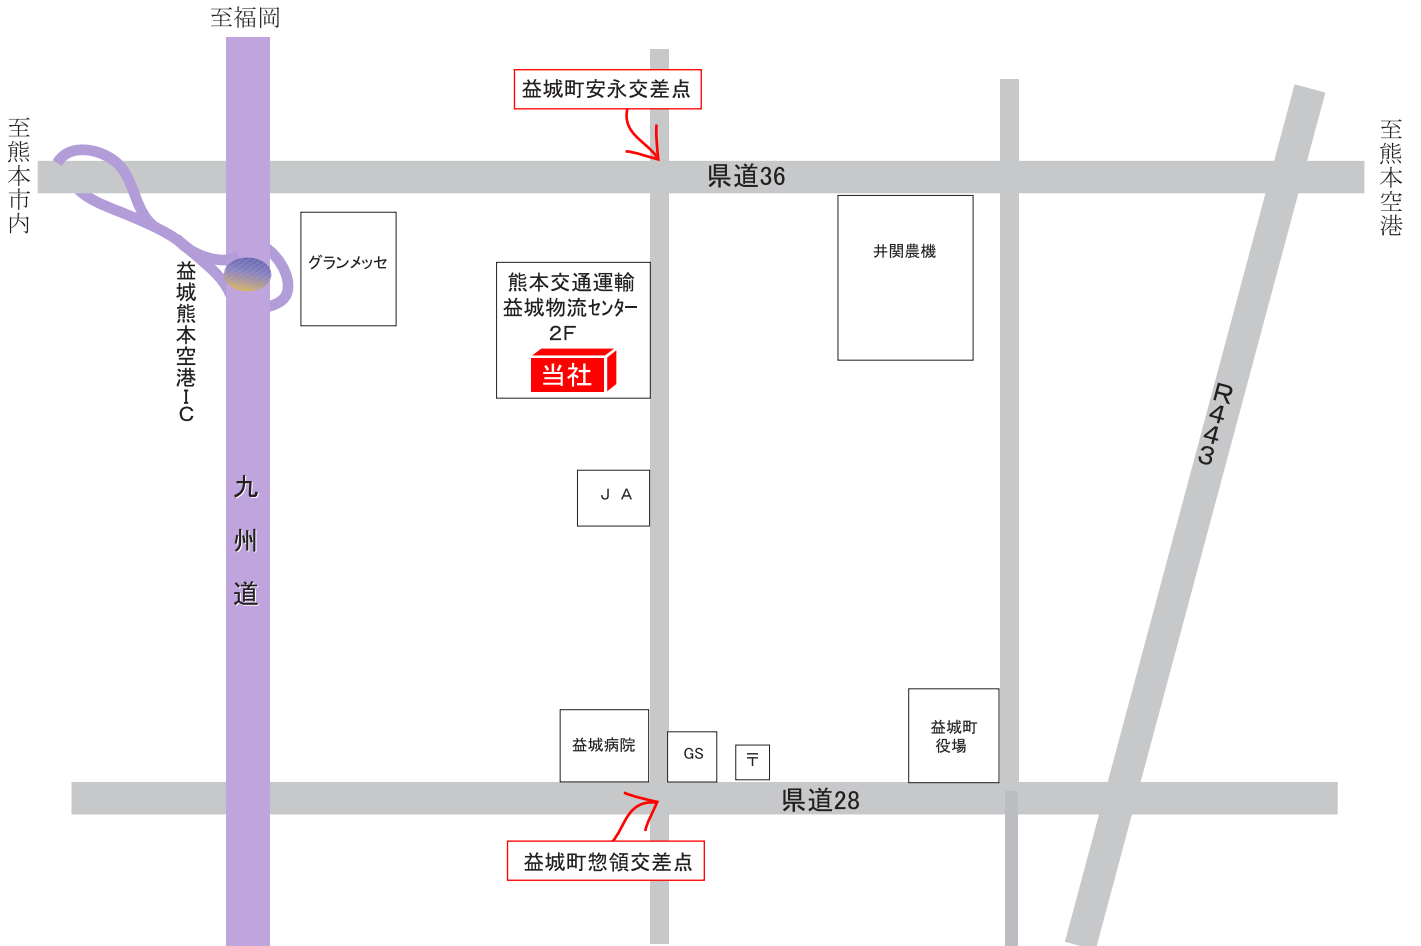 至福岡
益城町安永交差点
至熊本市内
至熊本空港
県道36
グランメッセ
井関農機
熊本交通運輸
益城物流センター
2F
当社
益城熊本空港IC
R443
JA
九州道
益城病院
GS
〒
益城町
役場
県道28
益城町惣領交差点